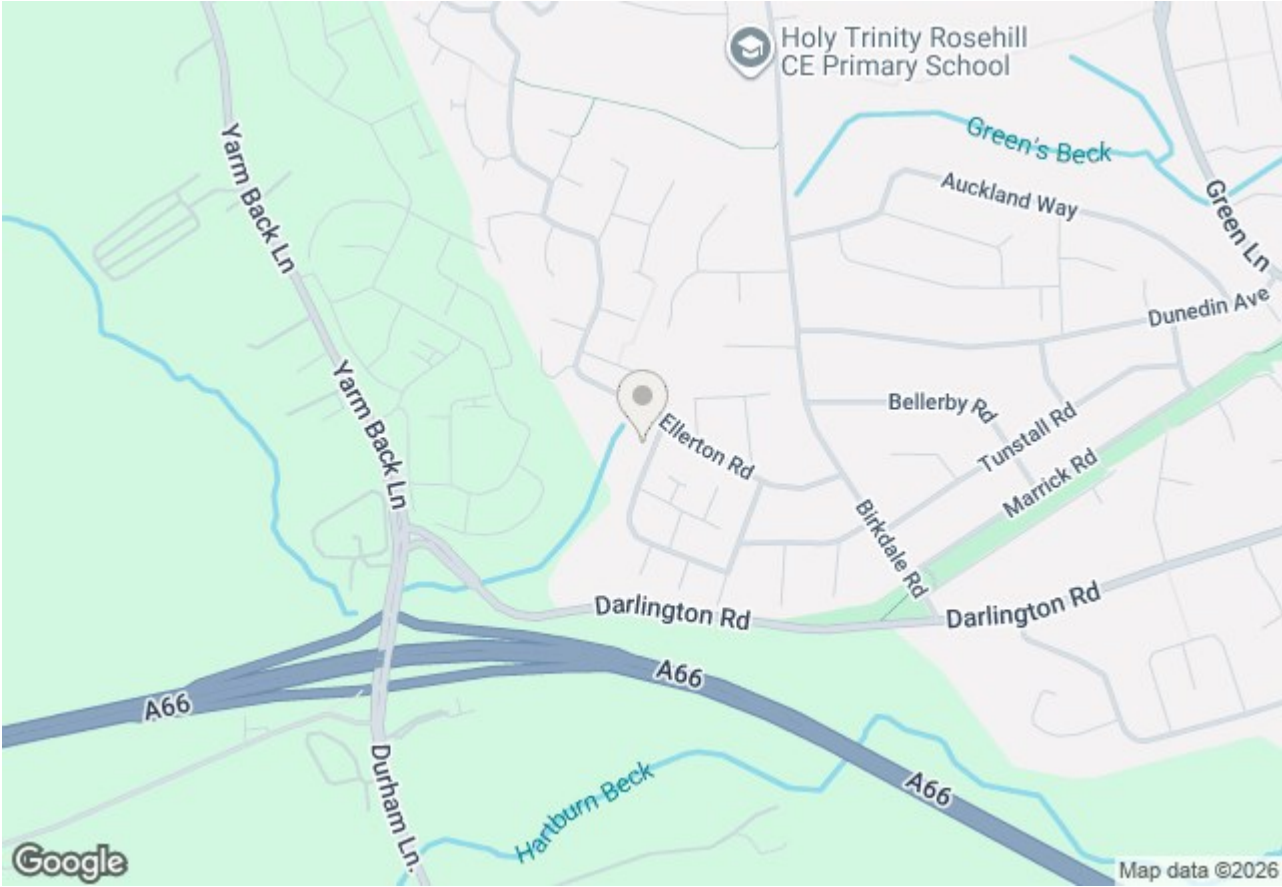 Holy Trinity Rosehill
CE Primary School
Green's Beck
Auckland Way
Green Ln
Yarm Back Ln
Dunedin Ave
Yarm Back Ln
Bellerby Rd
Tunstall Rd
Ellerton Rd
Marrick Rd
Birkdale Rd
Darlington Rd
Darlington Rd
A66
A66
Durham Ln.
Hartburn Beck
A66
Google
Map data ©2026